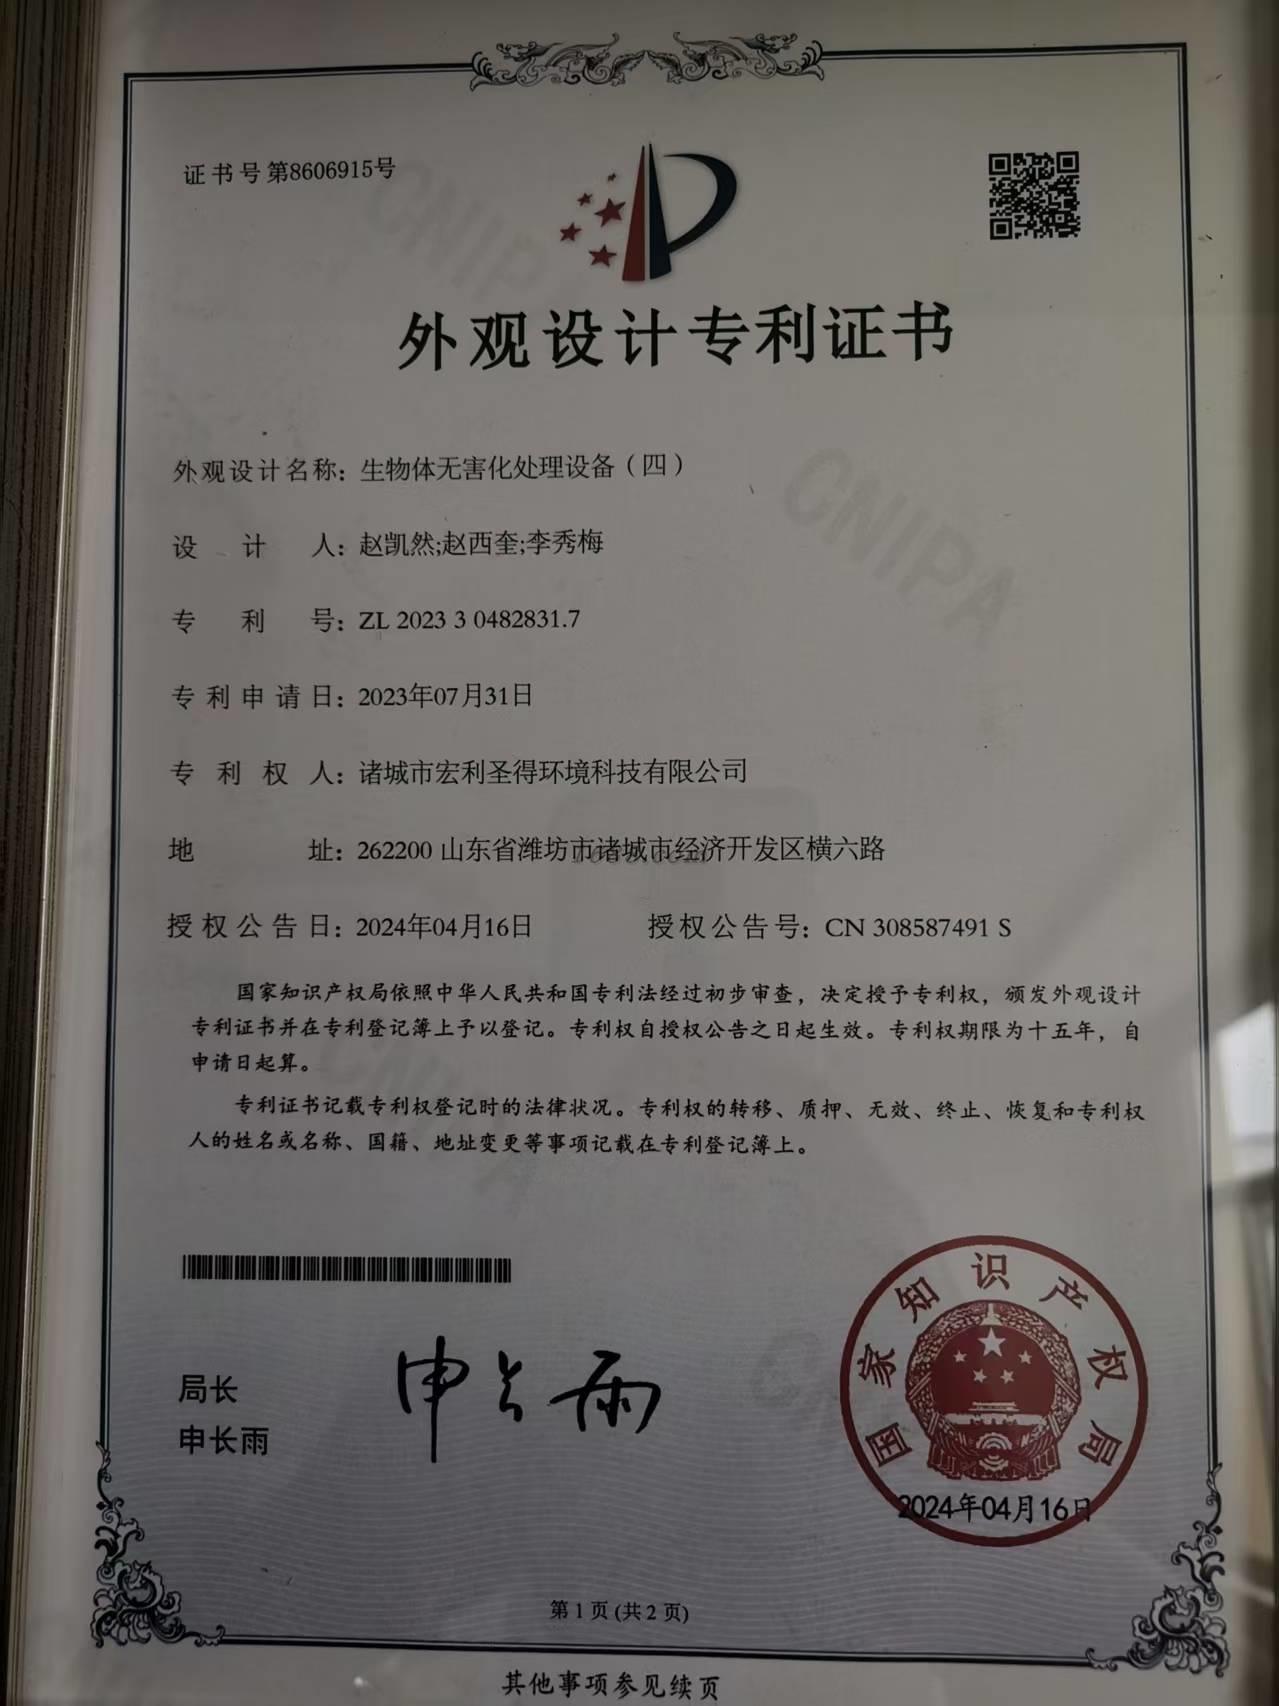 证书号第8606915号
外观设计专利证书
外观设计名称：生物体无害化处理设备（四）
设计人：赵凯然;赵西奎;李秀梅
专利号：ZL 2023 3 0482831.7
专利申请日：2023年07月31日
专利权人：诸城市宏利圣得环境科技有限公司
地址：262200 山东省潍坊市诸城市经济开发区横六路
授权公告日：2024年04月16日 授权公告号：CN 308587491 S
国家知识产权局依照中华人民共和国专利法经过初步审查，决定授予专利权，颁发外观设计
专利证书并在专利登记簿上予以登记。专利权自授权公告之日起生效。专利权期限为十五年，自
申请日起算。
专利证书记载专利权登记时的法律状况。专利权的转移、质押、无效、终止、恢复和专利权
人的姓名或名称、国籍、地址变更等事项记载在专利登记簿上。
局长
申长雨
申长雨
国家知识产权局
2024年04月16日
第1页(共2页)
其他事项参见续页
CNIPA
CNIPA
CNIPA